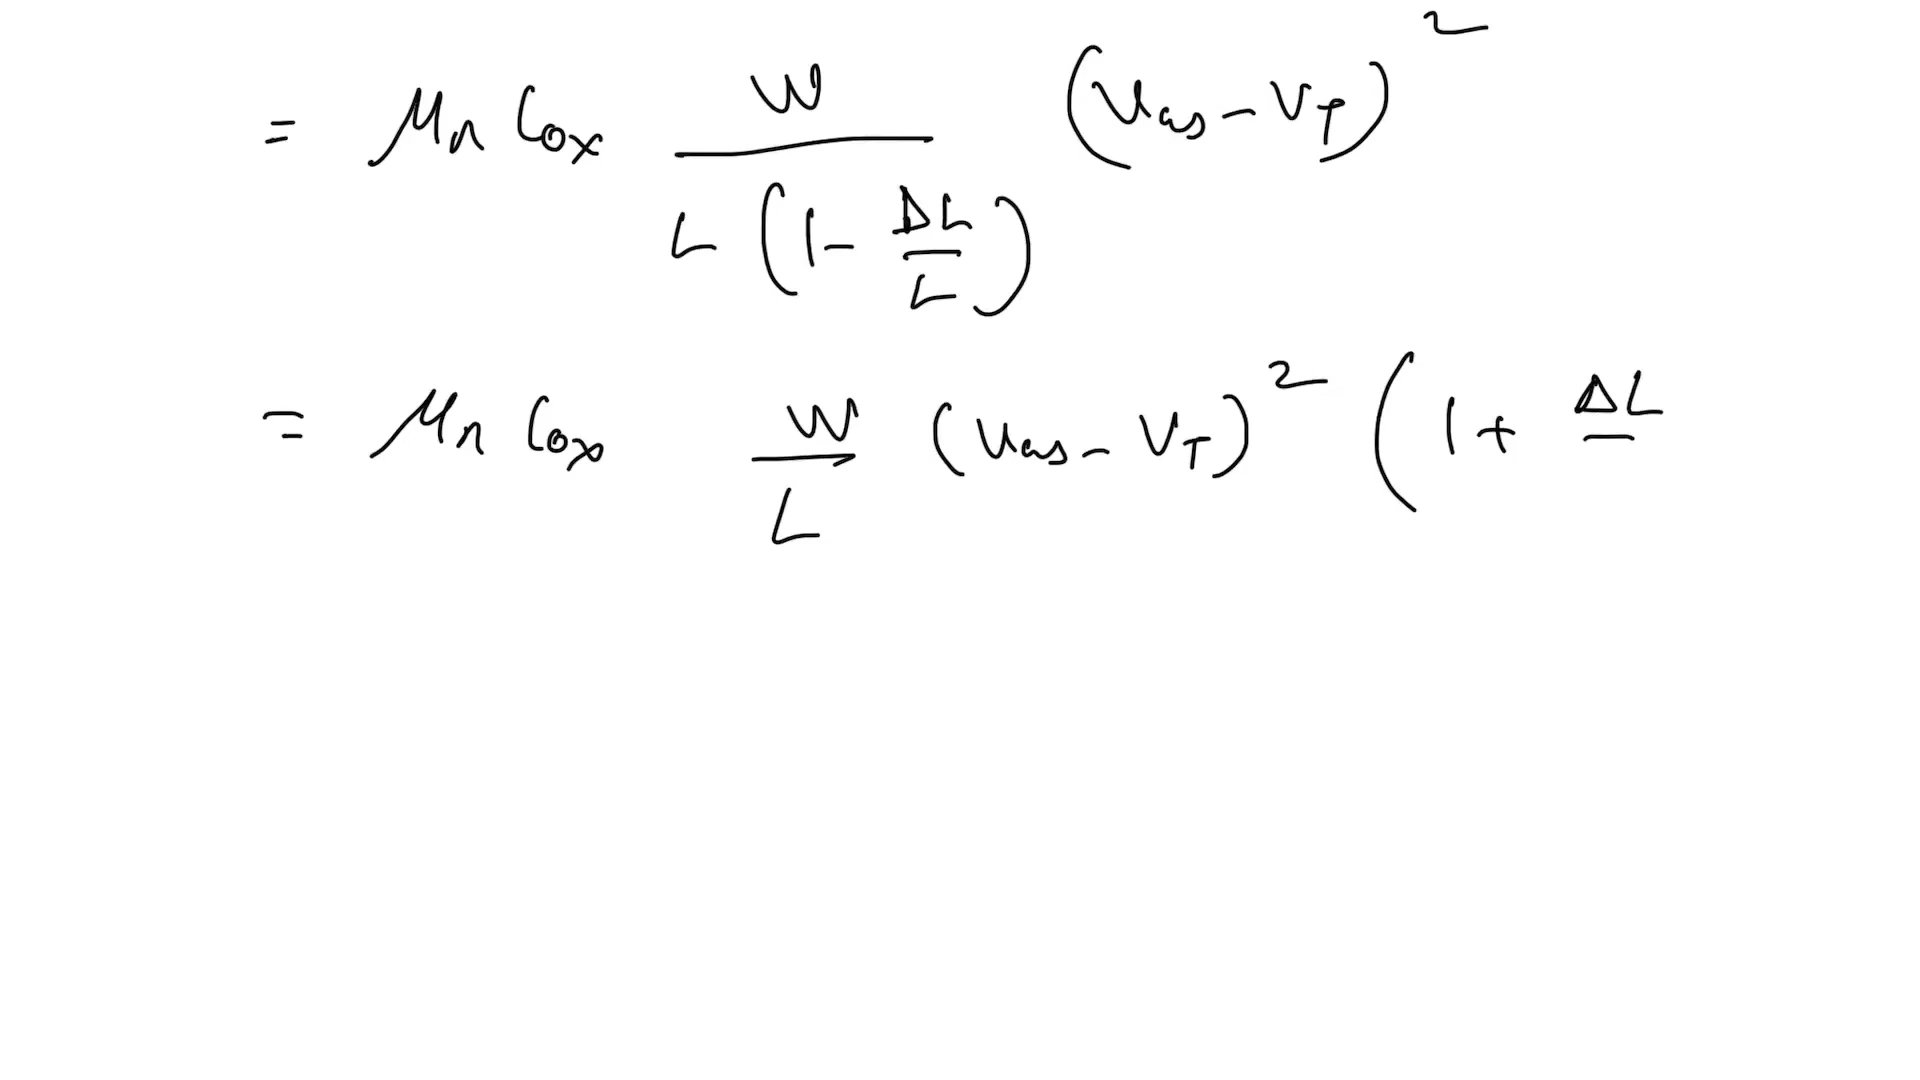 = μn Cox W / L (1 - ΔL / L) (VGS - VT)^2
= μn Cox W / L (VGS - VT)^2 (1 + ΔL